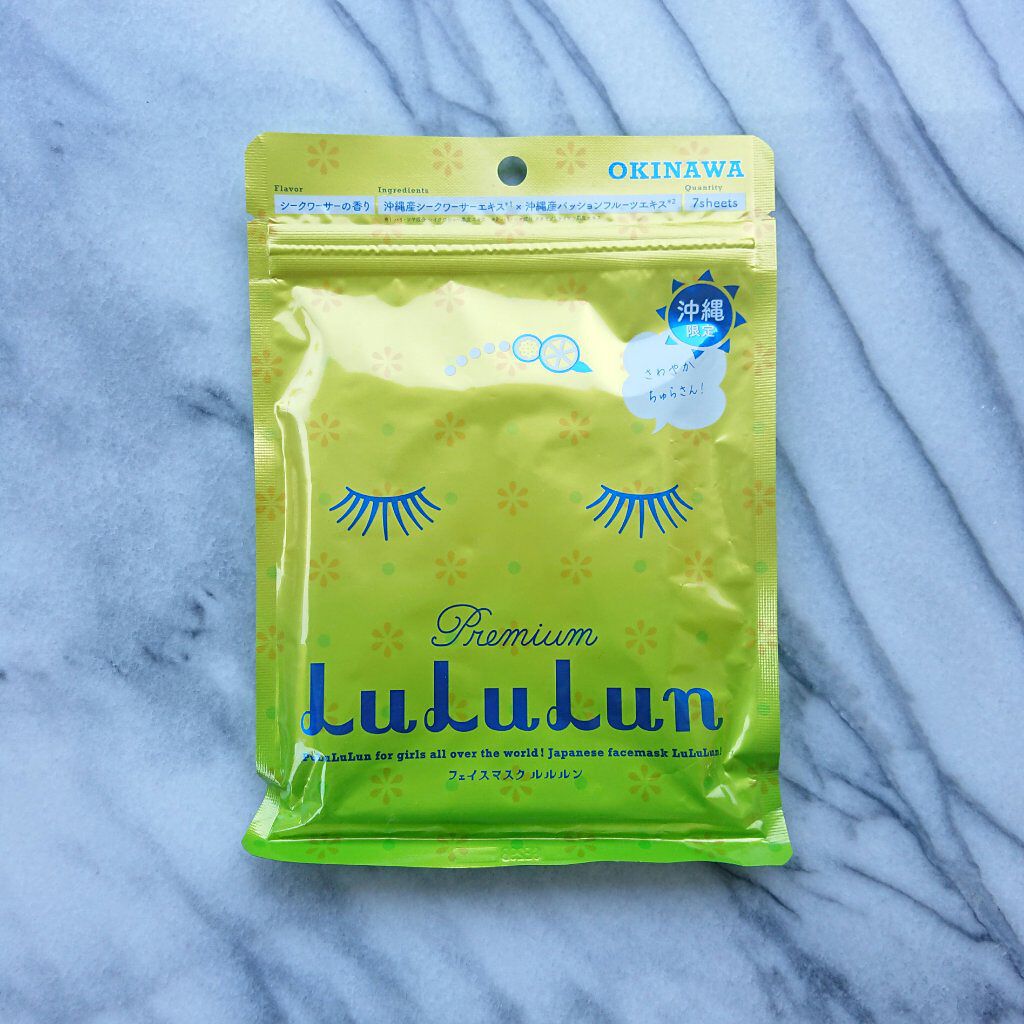 OKINAWA
Flavor
Ingredients
Quantity
シークワーサーの香り
沖縄産シークワーサーエキス*1 × 沖縄産パッションフルーツエキス*2
7sheets
沖縄
限定
さわやか
ちゅらさん!
Premium
LuLuLun
LuLuLun for girls all over the world! Japanese facemask LuLuLun!
フェイスマスク ルルルン